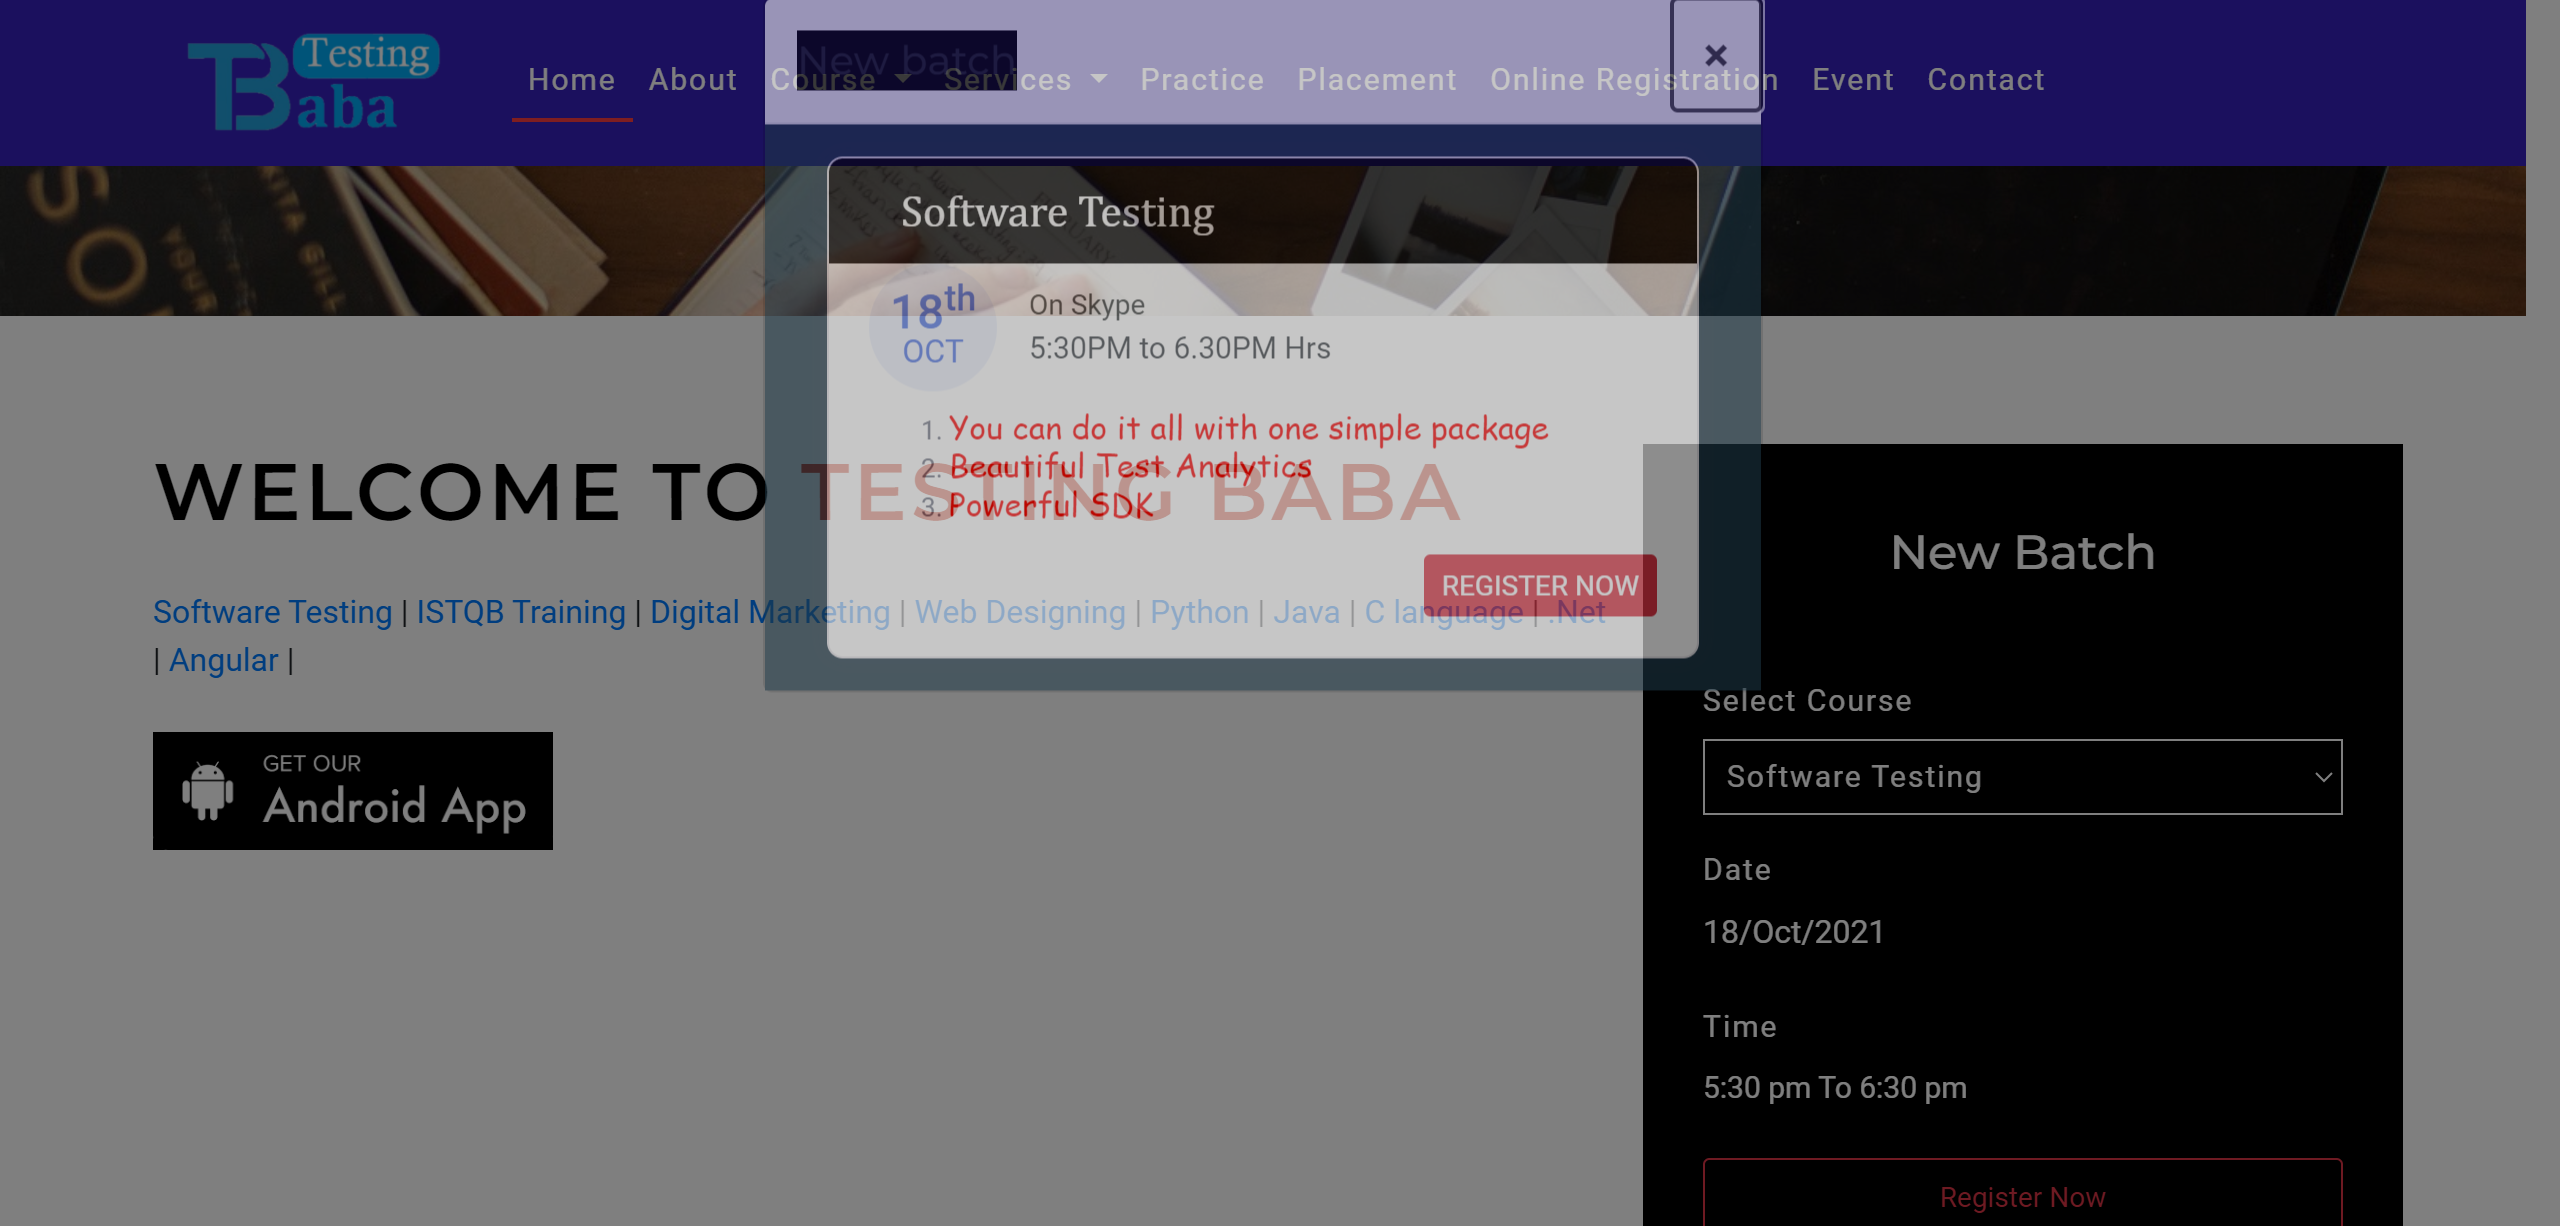 Testing
Baba
Home
About
Course
Services
Practice
Placement
Online Registration
Event
Contact
New batch
×
Software Testing
18th
OCT
On Skype
5:30PM to 6.30PM Hrs
1. You can do it all with one simple package
2. Beautiful Test Analytics
3. Powerful SDK
REGISTER NOW
WELCOME TO TESTING BABA
Software Testing | ISTQB Training | Digital Marketing | Web Designing | Python | Java | C language | .Net
| Angular |
GET OUR
Android App
New Batch
Select Course
Software Testing
Date
18/Oct/2021
Time
5:30 pm To 6:30 pm
Register Now